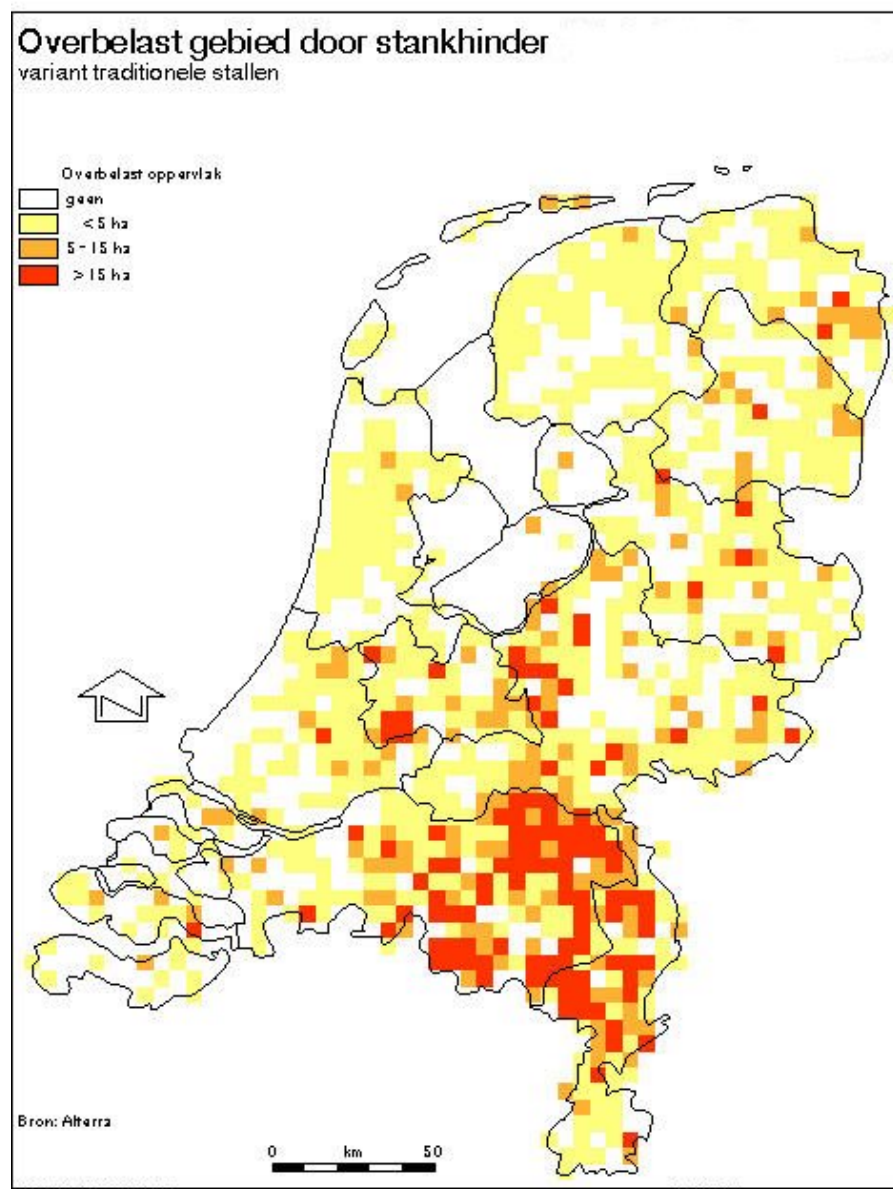 Overbelast gebied door stankhinder
variant traditionele stallen
Overbelast oppervlak
geen
<5 ha
5 - 15 ha
> 15 ha
Bron: Alterra
0 km 50